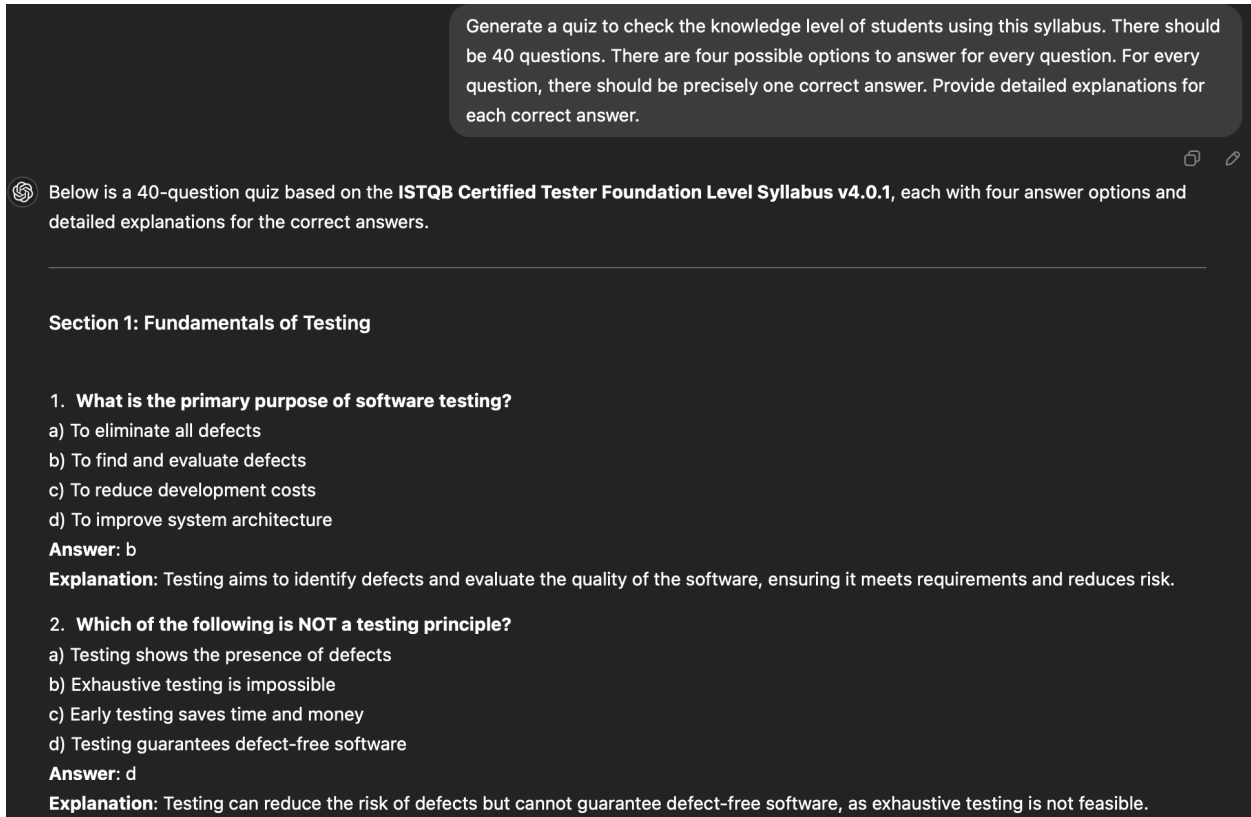 Generate a quiz to check the knowledge level of students using this syllabus. There should
be 40 questions. There are four possible options to answer for every question. For every
question, there should be precisely one correct answer. Provide detailed explanations for
each correct answer.
Below is a 40-question quiz based on the ISTQB Certified Tester Foundation Level Syllabus v4.0.1, each with four answer options and
detailed explanations for the correct answers.
Section 1: Fundamentals of Testing
1. What is the primary purpose of software testing?
a) To eliminate all defects
b) To find and evaluate defects
c) To reduce development costs
d) To improve system architecture
Answer: b
Explanation: Testing aims to identify defects and evaluate the quality of the software, ensuring it meets requirements and reduces risk.
2. Which of the following is NOT a testing principle?
a) Testing shows the presence of defects
b) Exhaustive testing is impossible
c) Early testing saves time and money
d) Testing guarantees defect-free software
Answer: d
Explanation: Testing can reduce the risk of defects but cannot guarantee defect-free software, as exhaustive testing is not feasible.